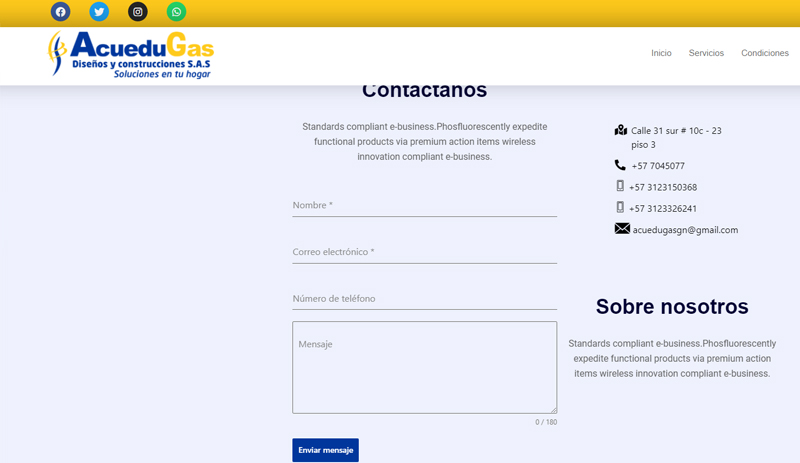 AcueduGas
Diseños y construcciones S.A.S
Soluciones en tu hogar
Inicio Servicios Condiciones
Contáctanos
Standards compliant e-business.Phosfluorescently expedite
functional products via premium action items wireless
innovation compliant e-business.
Nombre *
Correo electrónico *
Número de teléfono
Mensaje
0 / 180
Enviar mensaje
Calle 31 sur # 10c - 23
piso 3
+57 7045077
+57 3123150368
+57 3123326241
acuedugasgn@gmail.com
Sobre nosotros
Standards compliant e-business.Phosfluorescently
expedite functional products via premium action
items wireless innovation compliant e-business.